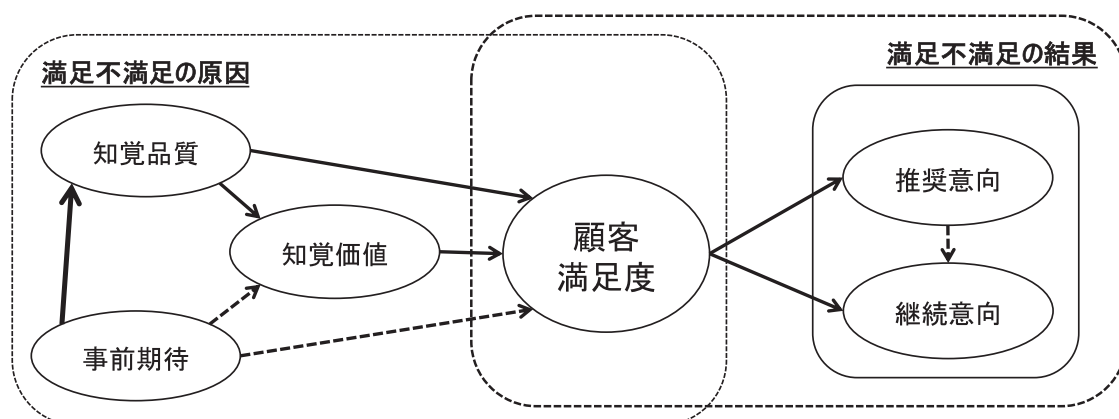 満足不満足の原因
満足不満足の結果
知覚品質
推奨意向
知覚価値
顧客
満足度
継続意向
事前期待